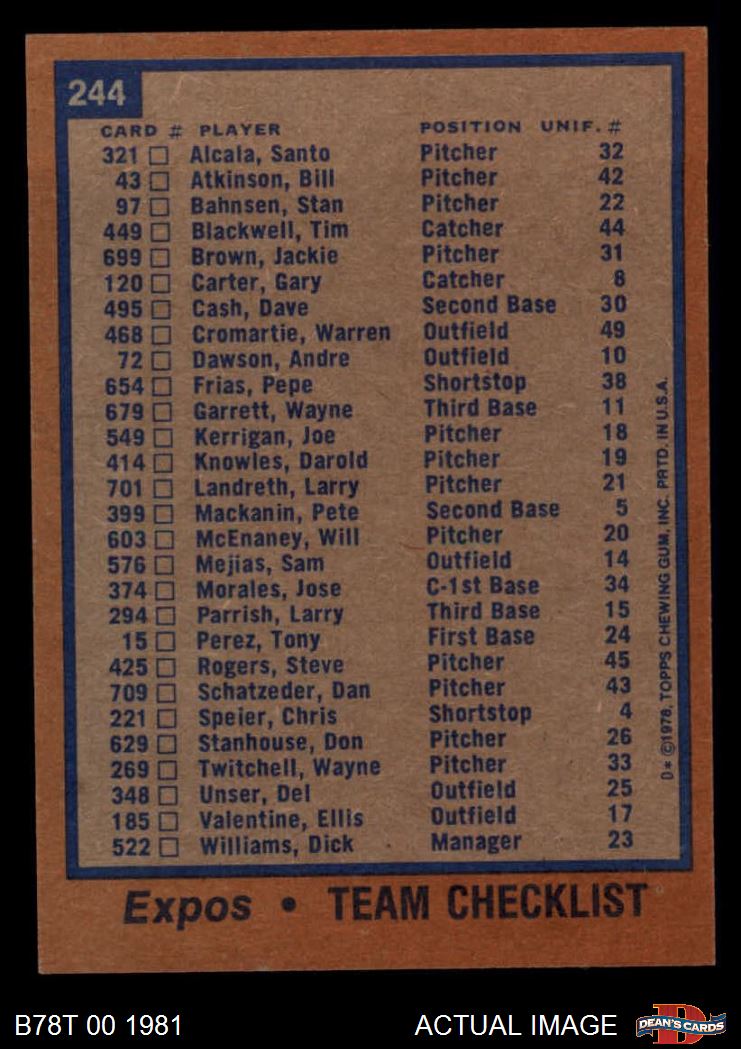 244
CARD # PLAYER POSITION UNIF. #
321 Alcala, Santo Pitcher 32
43 Atkinson, Bill Pitcher 42
97 Bahnsen, Stan Pitcher 22
449 Blackwell, Tim Catcher 44
699 Brown, Jackie Pitcher 31
120 Carter, Gary Catcher 8
495 Cash, Dave Second Base 30
468 Cromartie, Warren Outfield 49
72 Dawson, Andre Outfield 10
654 Frias, Pepe Shortstop 38
679 Garrett, Wayne Third Base 11
549 Kerrigan, Joe Pitcher 18
414 Knowles, Darold Pitcher 19
701 Landreth, Larry Pitcher 21
399 Mackanin, Pete Second Base 5
603 McEnaney, Will Pitcher 20
576 Mejias, Sam Outfield 14
374 Morales, Jose C-1st Base 34
294 Parrish, Larry Third Base 15
15 Perez, Tony First Base 24
425 Rogers, Steve Pitcher 45
709 Schatzeder, Dan Pitcher 43
221 Speier, Chris Shortstop 4
629 Stanhouse, Don Pitcher 26
269 Twitchell, Wayne Pitcher 33
348 Unser, Del Outfield 25
185 Valentine, Ellis Outfield 17
522 Williams, Dick Manager 23
D* ©1978, TOPPS CHEWING GUM, INC. PRTD. IN U.S.A.
Expos • TEAM CHECKLIST
B78T 00 1981 ACTUAL IMAGE
D
DEAN'S CARDS